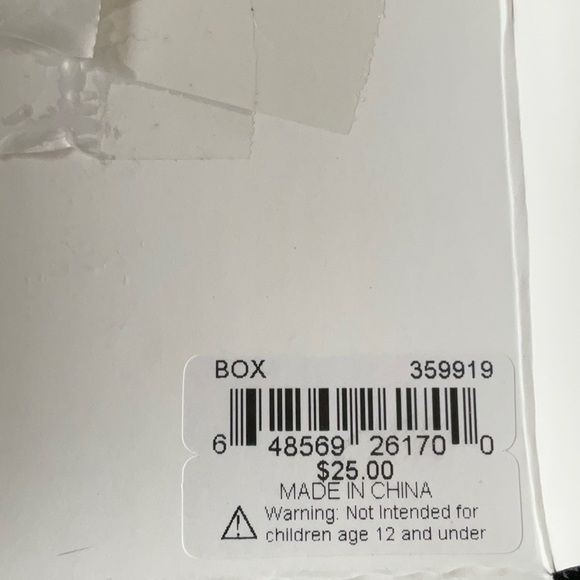 BOX 359919
6 48569 26170 0
$25.00
MADE IN CHINA
Warning: Not Intended for
children age 12 and under